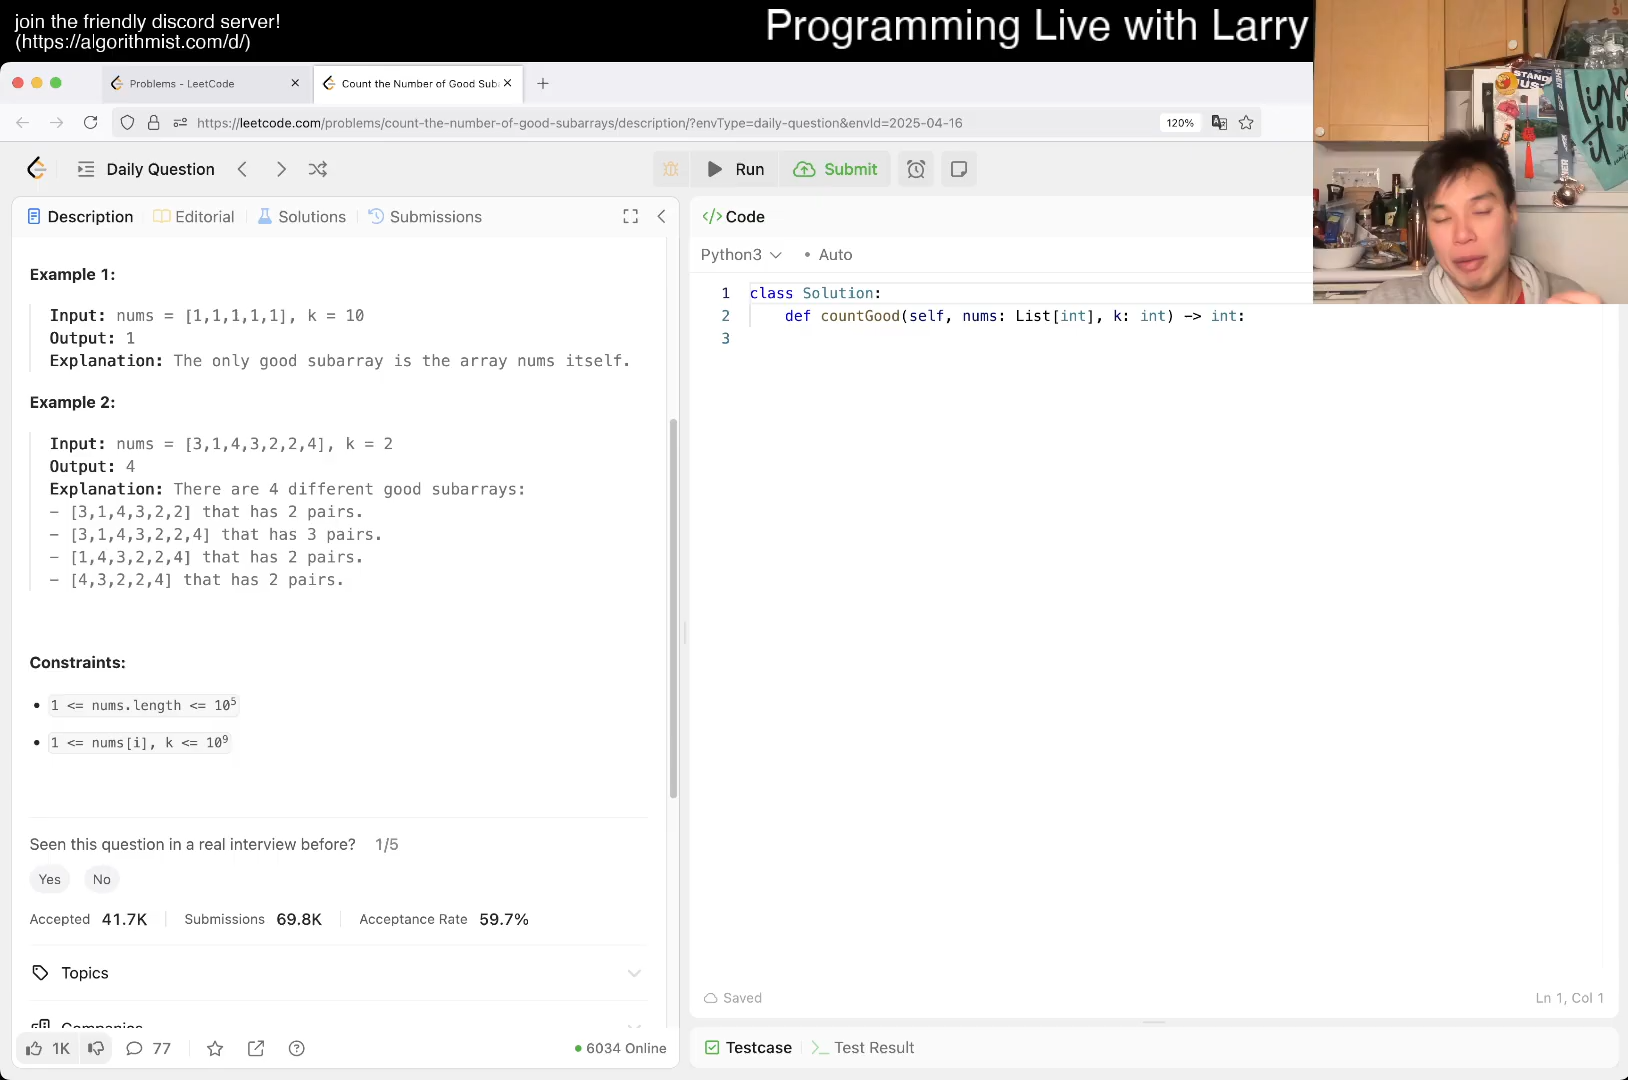 join the friendly discord server!
(https://algorithmist.com/d/)
Programming Live with Larry
Problems - LeetCode
Count the Number of Good Sub
https://leetcode.com/problems/count-the-number-of-good-subarrays/description/?envType=daily-question&envId=2025-04-16
120%
Daily Question
Run
Submit
Description
Editorial
Solutions
Submissions
Example 1:
Input: nums = [1,1,1,1,1], k = 10
Output: 1
Explanation: The only good subarray is the array nums itself.
Example 2:
Input: nums = [3,1,4,3,2,2,4], k = 2
Output: 4
Explanation: There are 4 different good subarrays:
- [3,1,4,3,2,2] that has 2 pairs.
- [3,1,4,3,2,2,4] that has 3 pairs.
- [1,4,3,2,2,4] that has 2 pairs.
- [4,3,2,2,4] that has 2 pairs.
Constraints:
• 1 <= nums.length <= 10⁵
• 1 <= nums[i], k <= 10⁹
Seen this question in a real interview before? 1/5
Yes No
Accepted 41.7K Submissions 69.8K Acceptance Rate 59.7%
Topics
Companies
1K 77
6034 Online
</> Code
Python3 • Auto
1 class Solution:
2 def countGood(self, nums: List[int], k: int) -> int:
3
Saved
Ln 1, Col 1
Testcase
Test Result